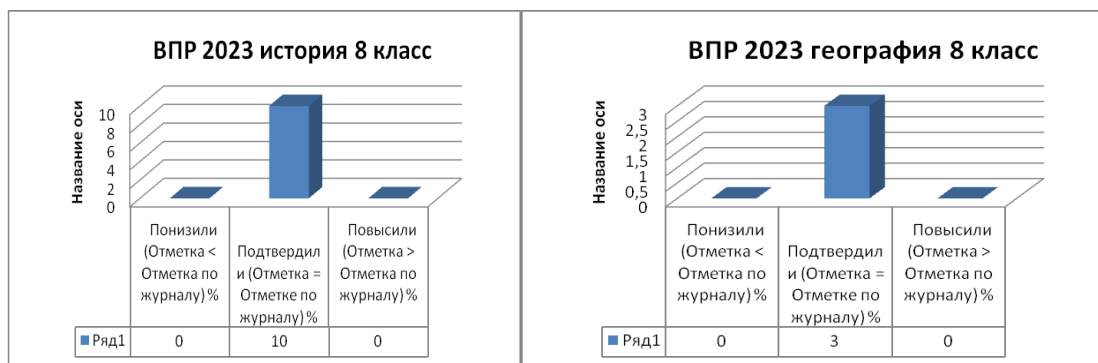 ВПР 2023 история 8 класс
Название оси
10
8
6
4
2
0
Понизили
(Отметка <
Отметка по
журналу) %
Подтвердил
и (Отметка =
Отметке по
журналу) %
Повысили
(Отметка >
Отметка по
журналу) %
Ряд1 0 10 0
ВПР 2023 география 8 класс
Название оси
3
2,5
2
1,5
1
0,5
0
Понизили
(Отметка <
Отметка по
журналу) %
Подтвердил
и (Отметка =
Отметке по
журналу) %
Повысили
(Отметка >
Отметка по
журналу) %
Ряд1 0 3 0